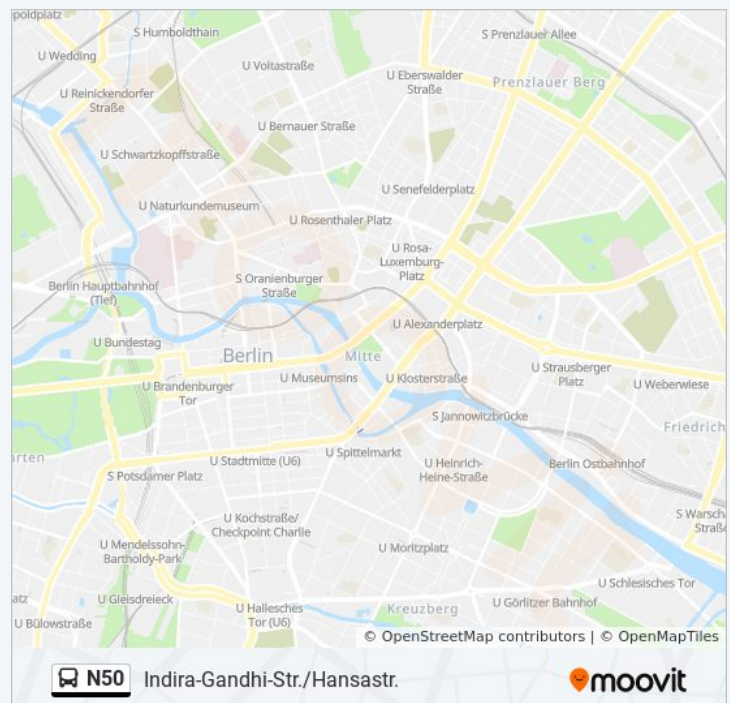 poldplatz
S Humboldthain
S Prenzlauer Allee
U Wedding
U Voltastraße
U Eberswalder
Straße
Prenzlauer Berg
U Reinickendorfer
Straße
U Bernauer Straße
U Schwartzkopffstraße
U Senefelderplatz
U Naturkundemuseum
U Rosenthaler Platz
U Rosa-
Luxemburg-
Platz
S Oranienburger
Straße
Berlin Hauptbahnhof
(Tief)
U Alexanderplatz
U Bundestag
Berlin
Mitte
U Strausberger
Platz
U Museumsins
U Klosterstraße
U Weberwiese
U Brandenburger
Tor
S Jannowitzbrücke
Friedrich
U Spittelmarkt
rten
U Stadtmitte (U6)
U Heinrich-
Heine-Straße
Berlin Ostbahnhof
S Potsdamer Platz
S Warsch
Straße
U Kochstraße/
Checkpoint Charlie
U Mendelssohn-
Bartholdy-Park
U Moritzplatz
U Schlesisches Tor
atz
U Gleisdreieck
U Hallesches
Tor (U6)
Kreuzberg
U Görlitzer Bahnhof
U Bülowstraße
© OpenStreetMap contributors | © OpenMapTiles
N50 Indira-Gandhi-Str./Hansastr.
moovit